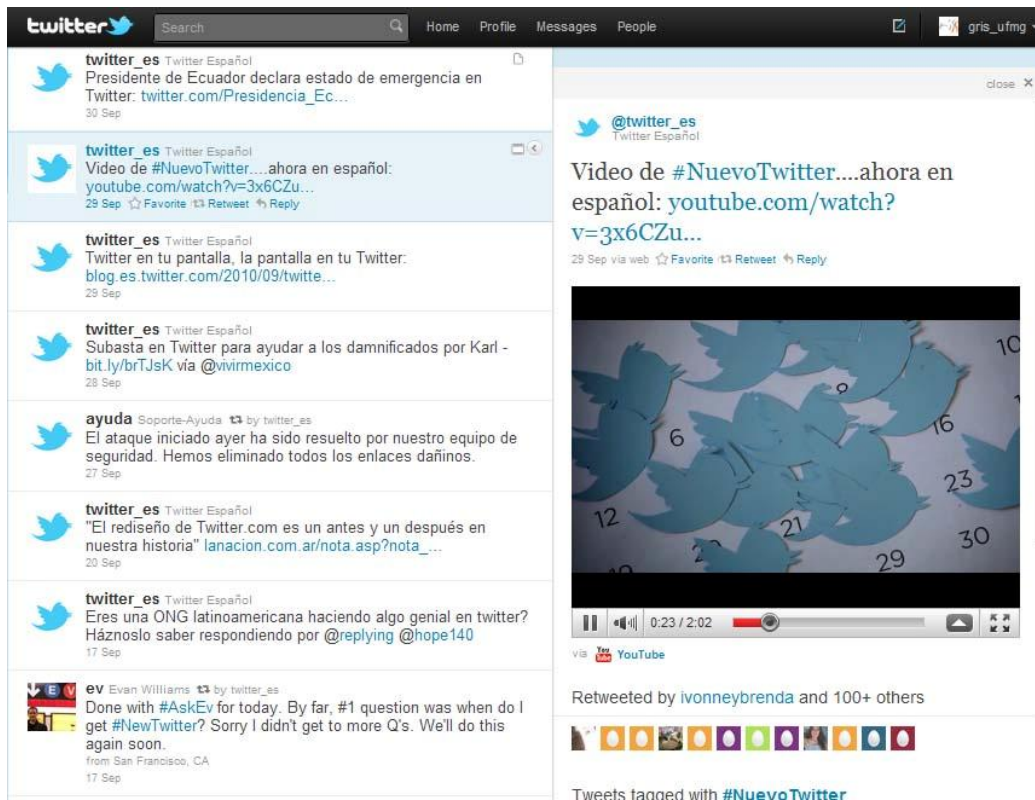 twitter Search Home Profile Messages People gris_ufmg
twitter_es Twitter Español
Presidente de Ecuador declara estado de emergencia en
Twitter: twitter.com/Presidencia_Ec...
30 Sep
twitter_es Twitter Español
Video de #NuevoTwitter....ahora en español:
youtube.com/watch?v=3x6CZu...
29 Sep Favorite Retweet Reply
twitter_es Twitter Español
Twitter en tu pantalla, la pantalla en tu Twitter:
blog.es.twitter.com/2010/09/twitte...
29 Sep
twitter_es Twitter Español
Subasta en Twitter para ayudar a los damnificados por Karl -
bit.ly/brTJsK vía @vivirmexico
28 Sep
ayuda Soporte-Ayuda by twitter_es
El ataque iniciado ayer ha sido resuelto por nuestro equipo de
seguridad. Hemos eliminado todos los enlaces dañinos.
27 Sep
twitter_es Twitter Español
"El rediseño de Twitter.com es un antes y un después en
nuestra historia" lanacion.com.ar/nota.asp?nota_...
20 Sep
twitter_es Twitter Español
Eres una ONG latinoamericana haciendo algo genial en twitter?
Háznoslo saber respondiendo por @replying @hope140
17 Sep
ev Evan Williams by twitter_es
Done with #AskEv for today. By far, #1 question was when do I
get #NewTwitter? Sorry I didn't get to more Q's. We'll do this
again soon.
from San Francisco, CA
17 Sep
close X
@twitter_es
Twitter Español
Video de #NuevoTwitter....ahora en
español: youtube.com/watch?
v=3x6CZu...
29 Sep via web Favorite Retweet Reply
10
9
6
16
23
12
21
20
30
29
19
0:23 / 2:02
via You Tube YouTube
Retweeted by ivonneybrenda and 100+ others
Tweets tagged with #NuevoTwitter